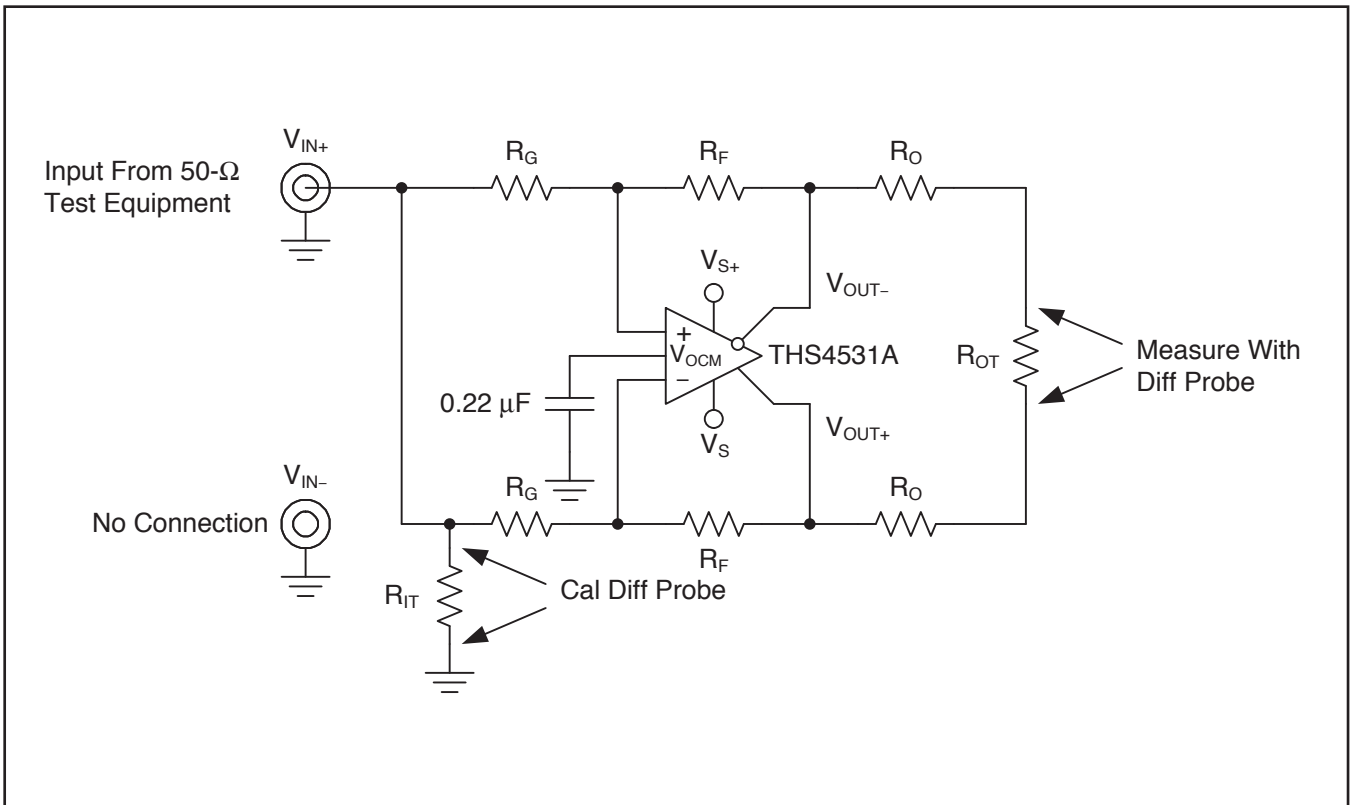 V_IN+
Input From 50-Ω
Test Equipment
R_G
R_F
R_O
V_S+
V_OUT–
+
V_OCM
–
THS4531A
R_OT
Measure With
Diff Probe
0.22 µF
V_S
V_OUT+
V_IN–
No Connection
R_G
R_F
R_O
R_IT
Cal Diff Probe